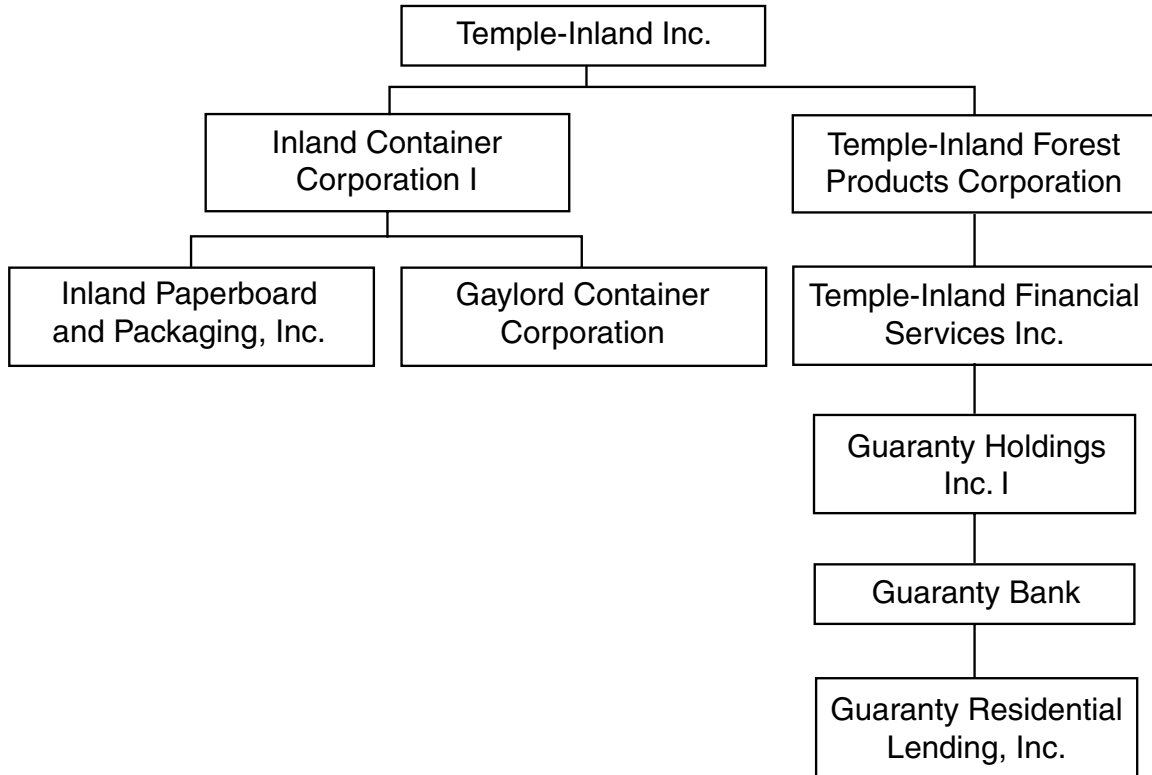 Temple-Inland Inc.
Inland Container
Corporation I
Temple-Inland Forest
Products Corporation
Inland Paperboard
and Packaging, Inc.
Gaylord Container
Corporation
Temple-Inland Financial
Services Inc.
Guaranty Holdings
Inc. I
Guaranty Bank
Guaranty Residential
Lending, Inc.